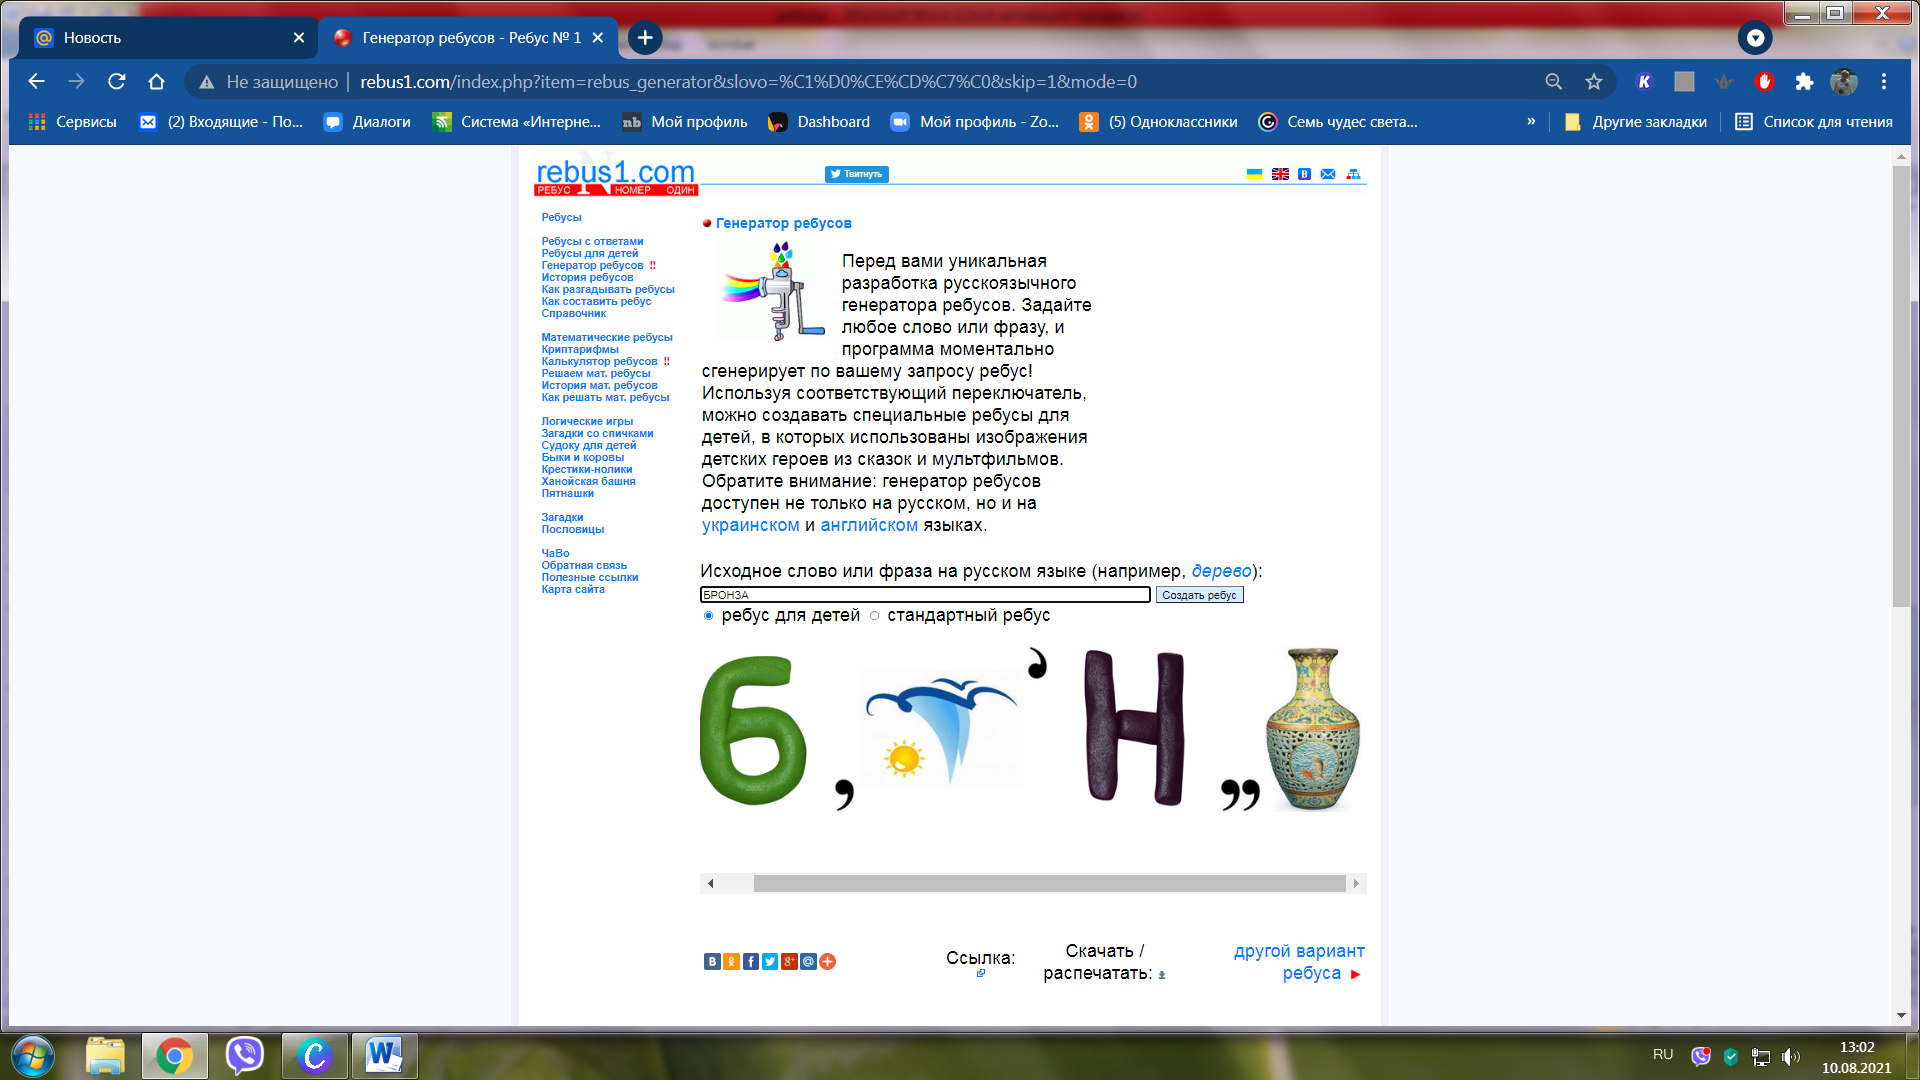 Новость
Генератор ребусов - Ребус № 1
Не защищено | rebus1.com/index.php?item=rebus_generator&slovo=%C1%D0%CE%CD%C7%C0&skip=1&mode=0
Сервисы
(2) Входящие - По...
Диалоги
Система «Интерне...
nb Мой профиль
Dashboard
Мой профиль - Zo...
(5) Одноклассники
Семь чудес света...
»
Другие закладки
Список для чтения
rebus1.com
РЕБУС N НОМЕР ОДИН
Твитнуть
Ребусы
Ребусы с ответами
Ребусы для детей
Генератор ребусов !!
История ребусов
Как разгадывать ребусы
Как составить ребус
Справочник
Математические ребусы
Криптарифмы
Калькулятор ребусов !!
Решаем мат. ребусы
История мат. ребусов
Как решать мат. ребусы
Логические игры
Загадки со спичками
Судоку для детей
Быки и коровы
Крестики-нолики
Ханойская башня
Пятнашки
Загадки
Пословицы
ЧаВо
Обратная связь
Полезные ссылки
Карта сайта
Генератор ребусов
Перед вами уникальная
разработка русскоязычного
генератора ребусов. Задайте
любое слово или фразу, и
программа моментально
сгенерирует по вашему запросу ребус!
Используя соответствующий переключатель,
можно создавать специальные ребусы для
детей, в которых использованы изображения
детских героев из сказок и мультфильмов.
Обратите внимание: генератор ребусов
доступен не только на русском, но и на
украинском и английском языках.
Исходное слово или фраза на русском языке (например, дерево):
БРОНЗА
Создать ребус
ребус для детей стандартный ребус
Б , ’ Н ,,
Ссылка:
Скачать /
распечатать:
другой вариант
ребуса
RU
13:02
10.08.2021